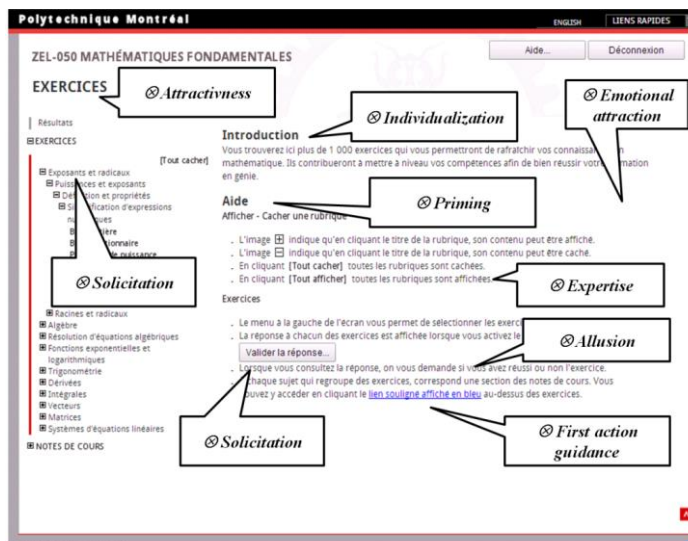 Polytechnique Montréal
ENGLISH
LIENS RAPIDES
ZEL-050 MATHÉMATIQUES FONDAMENTALES
Aide...
Déconnexion
EXERCICES
⊗ Attractivness
⊗ Individualization
⊗ Emotional
attraction
Résultats
EXERCICES
[Tout cacher]
Exposants et radicaux
Puissances et exposants
et propriétés
d'expressions
⊗ Solicitation
Racines et radicaux
Algèbre
Résolution d'équations algébriques
Fonctions exponentielles et
logarithmiques
Trigonométrie
Dérivées
Intégrales
Vecteurs
Matrices
Systèmes d'équations linéaires
NOTES DE COURS
Introduction
Vous trouverez ici plus de 1 000 exercices qui vous permettront de rafraîchir vos
mathématique. Ils contribueront à mettre à niveau vos compétences afin de bien réussir
en génie.
Aide
⊗ Priming
Afficher - Cacher une rubrique
L'image ⊞ indique qu'en cliquant le titre de la rubrique, son contenu peut être affiché.
L'image ⊟ indique qu'en cliquant le titre de la rubrique, son contenu peut être caché.
En cliquant [Tout cacher] toutes les rubriques sont cachées.
En cliquant [Tout afficher] toutes les rubriques sont affichées
⊗ Expertise
Exercices
Le menu à la gauche de l'écran vous permet de sélectionner les
La réponse à chacun des exercices est affichée lorsque vous activez
⊗ Allusion
Valider la réponse...
Lorsque vous consultez la réponse, on vous demande si vous avez réussi ou non l'exercice.
chaque sujet qui regroupe des exercices, correspond une section des notes de cours. Vous
y accéder en cliquant le lien souligné affiché en bleu au-dessus des exercices.
⊗ Solicitation
⊗ First action
guidance